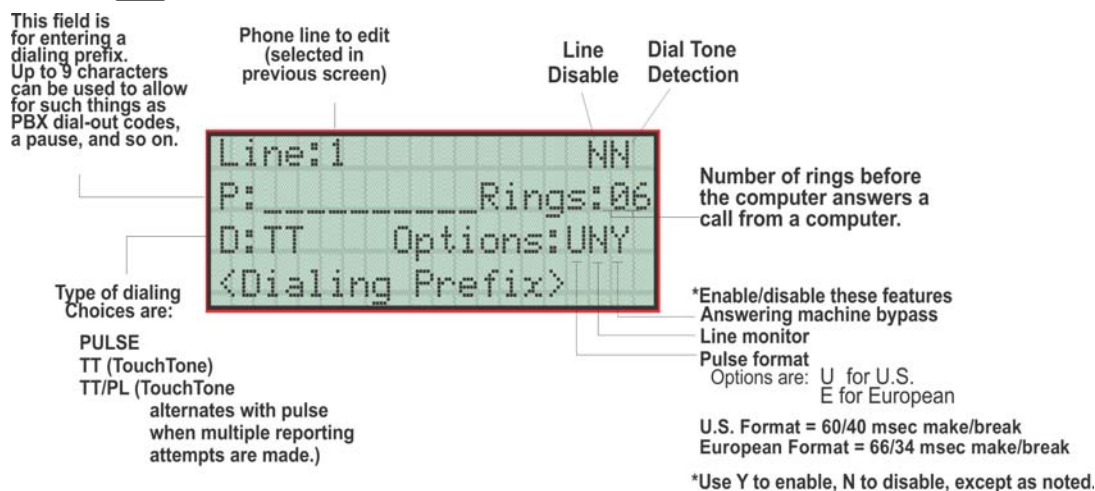 This field is
for entering a
dialing prefix.
Up to 9 characters
can be used to allow
for such things as
PBX dial-out codes,
a pause, and so on.
Phone line to edit
(selected in
previous screen)
Line
Disable
Dial Tone
Detection
Line:1 NN
P:_________Rings:06
D:TT Options:UNY
<Dialing Prefix>
Number of rings before
the computer answers a
call from a computer.
Type of dialing
Choices are:
PULSE
TT (TouchTone)
TT/PL (TouchTone
alternates with pulse
when multiple reporting
attempts are made.)
*Enable/disable these features
Answering machine bypass
Line monitor
Pulse format
Options are: U for U.S.
E for European
U.S. Format = 60/40 msec make/break
European Format = 66/34 msec make/break
*Use Y to enable, N to disable, except as noted.